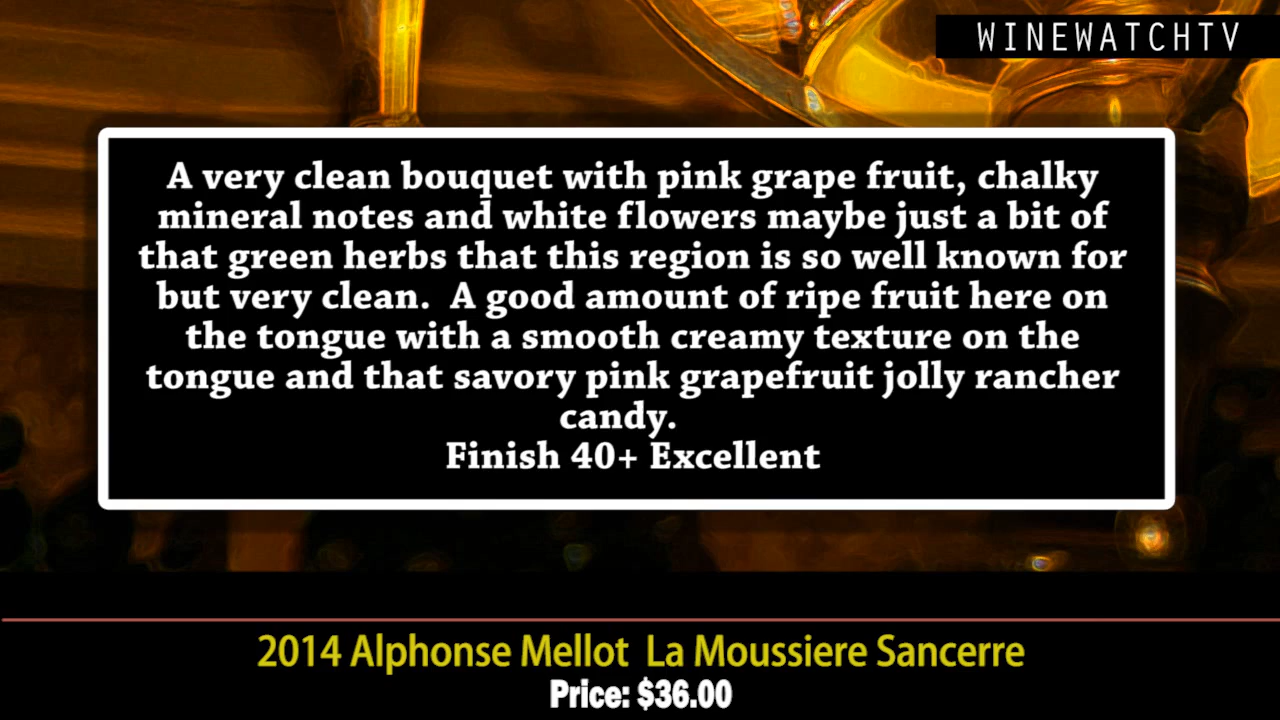 WINEWATCHTV
A very clean bouquet with pink grape fruit, chalky
mineral notes and white flowers maybe just a bit of
that green herbs that this region is so well known for
but very clean.  A good amount of ripe fruit here on
the tongue with a smooth creamy texture on the
tongue and that savory pink grapefruit jolly rancher
candy.
Finish 40+ Excellent
2014 Alphonse Mellot  La Moussiere Sancerre
Price: $36.00